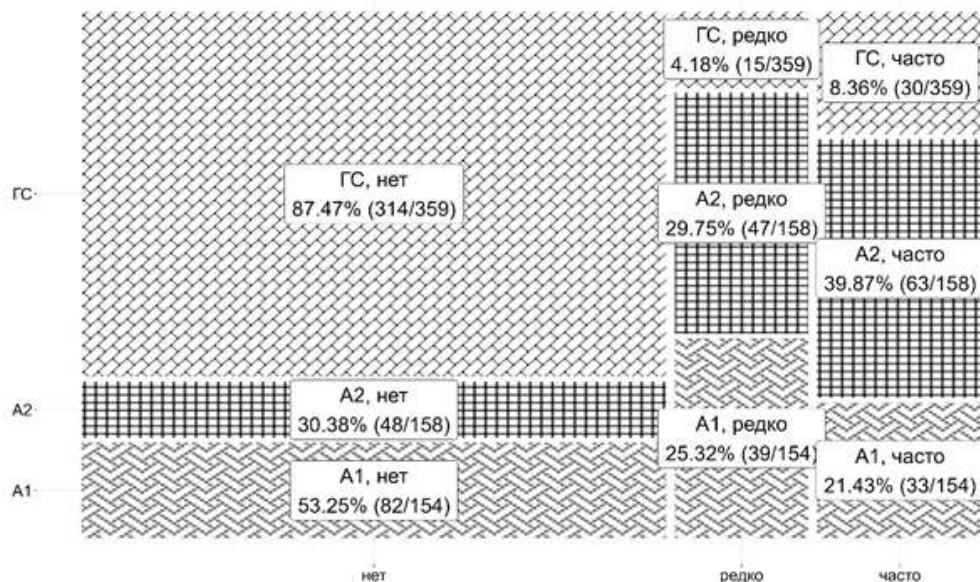 ГС, редко
4.18% (15/359)
ГС, часто
8.36% (30/359)
ГС
ГС, нет
87.47% (314/359)
А2, редко
29.75% (47/158)
А2, часто
39.87% (63/158)
А2
А2, нет
30.38% (48/158)
А1, редко
25.32% (39/154)
А1, часто
21.43% (33/154)
А1
А1, нет
53.25% (82/154)
нет
редко
часто